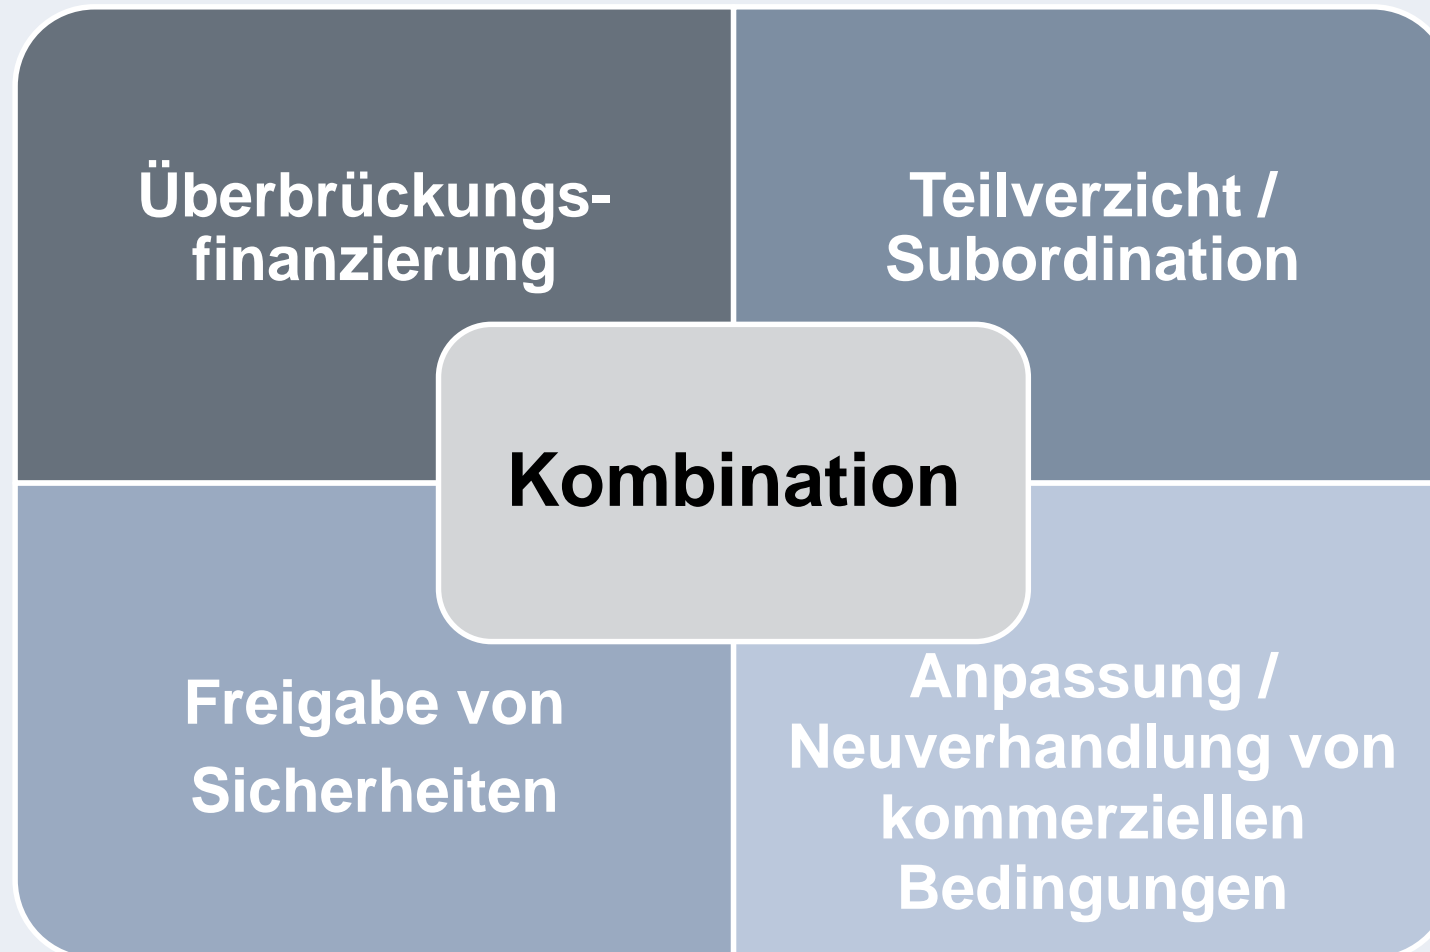 Überbrückungs-
finanzierung
Teilverzicht /
Subordination
Kombination
Freigabe von
Sicherheiten
Anpassung /
Neuverhandlung von
kommerziellen
Bedingungen